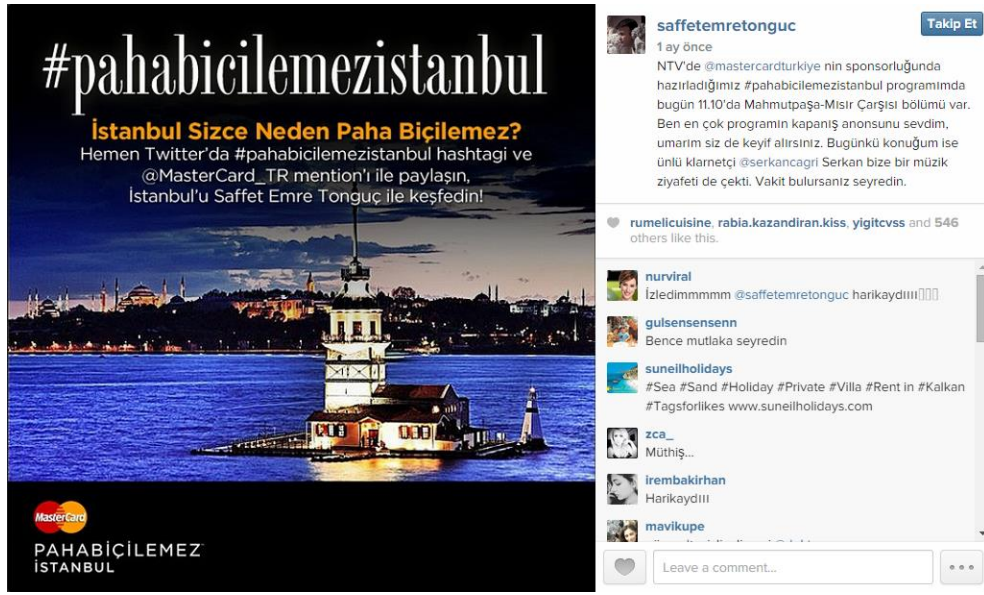 #pahabicilemezistanbul
İstanbul Sizce Neden Paha Biçilemez?
Hemen Twitter'da #pahabicilemezistanbul hashtagi ve
@MasterCard_TR mention'ı ile paylaşın,
İstanbul'u Saffet Emre Tonguç ile keşfedin!
MasterCard
PAHABİÇİLEMEZ
İSTANBUL
saffetemretonguc
Takip Et
1 ay önce
NTV'de @mastercardturkiye nin sponsorluğunda
hazırladığımız #pahabicilemezistanbul programımda
bugün 11.10'da Mahmutpaşa-Mısır Çarşısı bölümü var.
Ben en çok programın kapanış anonsunu sevdim,
umarım siz de keyif alırsınız. Bugünkü konuğum ise
ünlü klarnetçi @serkancagri Serkan bize bir müzik
ziyafeti de çekti. Vakit bulursanız seyredin.
rumelicuisine, rabia.kazandiran.kiss, yigitcvss and 546
others like this.
nurviral
İzledimmmmm @saffetemretonguc harikaydıııı
gulsensensenn
Bence mutlaka seyredin
suneilholidays
#Sea #Sand #Holiday #Private #Villa #Rent in #Kalkan
#Tagsforlikes www.suneilholidays.com
zca_
Müthiş...
irembakirhan
Harikaydııı
mavikupe
Leave a comment...